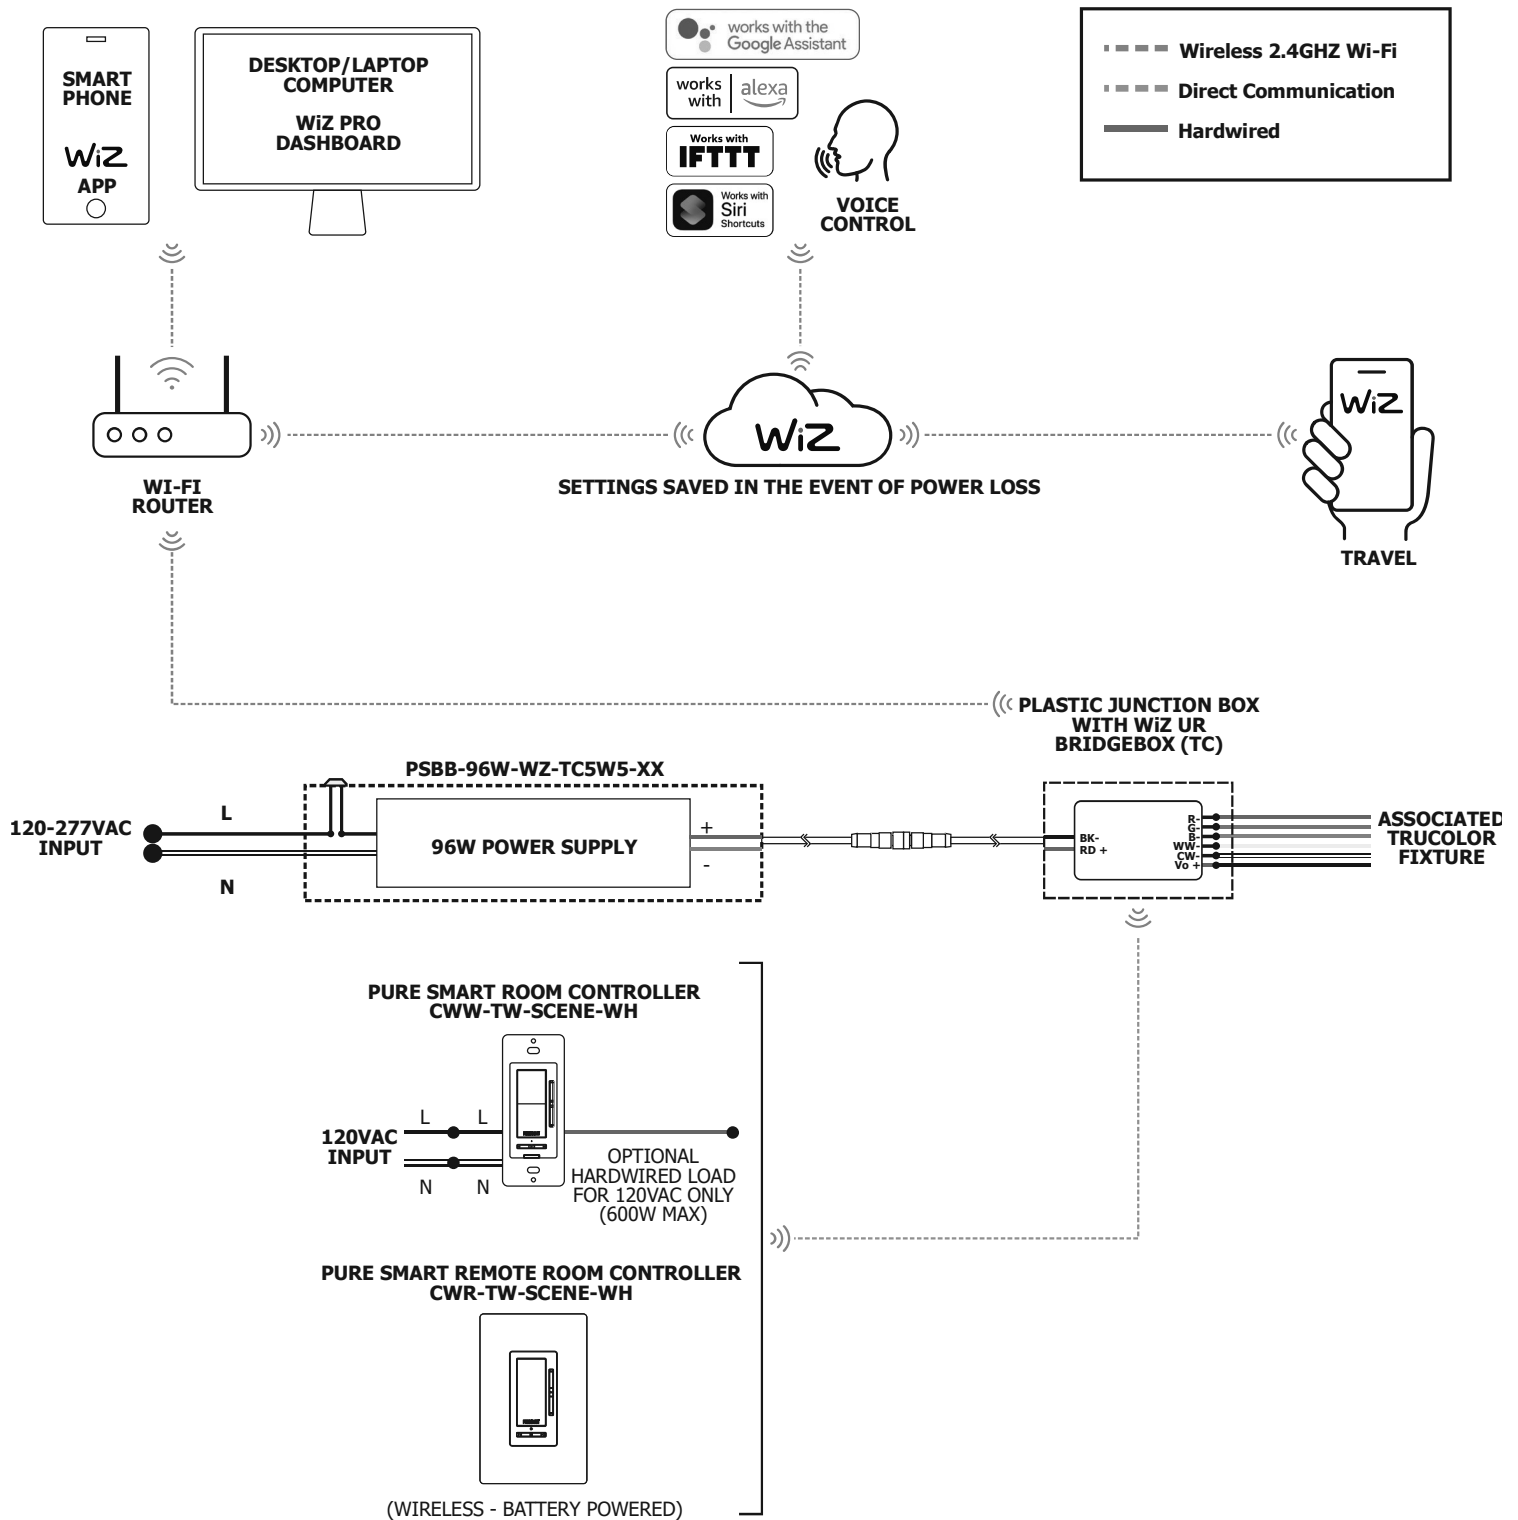 SMART
PHONE
WiZ
APP
DESKTOP/LAPTOP
COMPUTER
WiZ PRO
DASHBOARD
works with the
Google Assistant
works
with
alexa
Works with
IFTTT
Works with
Siri
Shortcuts
VOICE
CONTROL
Wireless 2.4GHZ Wi-Fi
Direct Communication
Hardwired
WI-FI
ROUTER
WiZ
SETTINGS SAVED IN THE EVENT OF POWER LOSS
WiZ
TRAVEL
PLASTIC JUNCTION BOX
WITH WiZ UR
BRIDGEBOX (TC)
PSBB-96W-WZ-TC5W5-XX
120-277VAC
INPUT
L
N
96W POWER SUPPLY
+
-
BK-
RD +
R-
G-
B-
WW-
CW-
Vo +
ASSOCIATED
TRUCOLOR
FIXTURE
PURE SMART ROOM CONTROLLER
CWW-TW-SCENE-WH
120VAC
INPUT
L L
N N
OPTIONAL
HARDWIRED LOAD
FOR 120VAC ONLY
(600W MAX)
PURE SMART REMOTE ROOM CONTROLLER
CWR-TW-SCENE-WH
(WIRELESS - BATTERY POWERED)